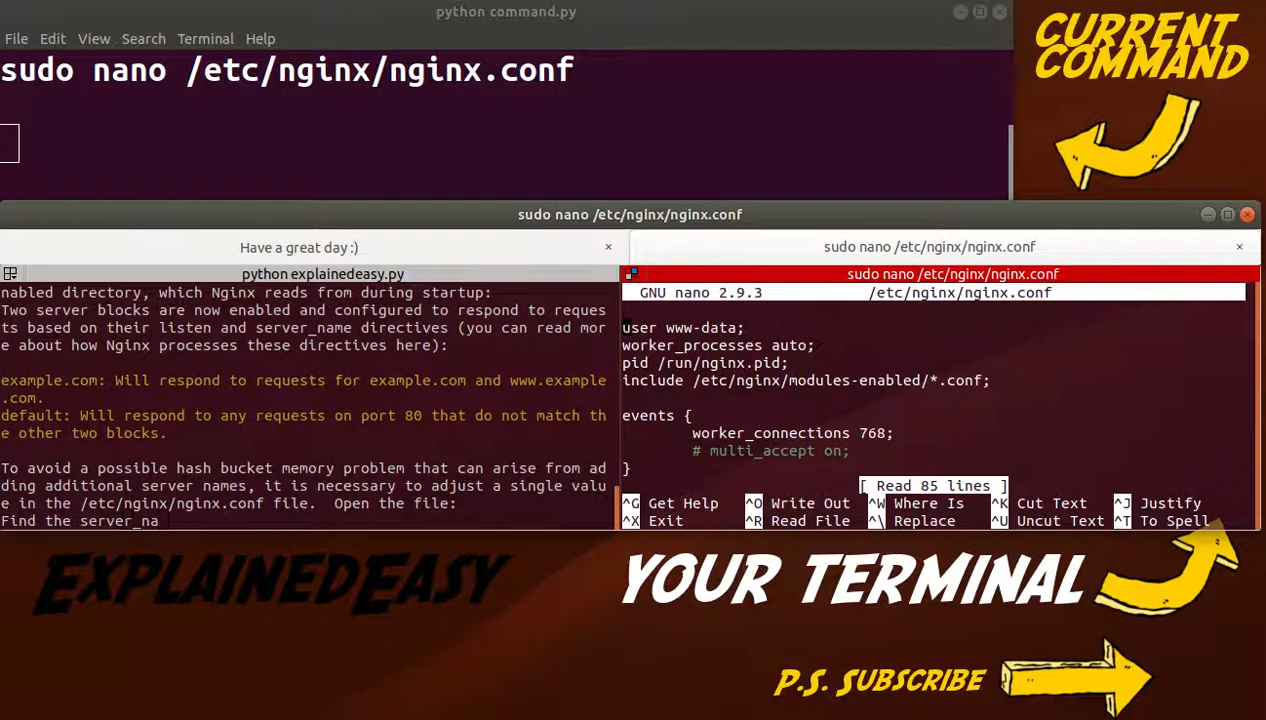 python command.py
File Edit View Search Terminal Help
sudo nano /etc/nginx/nginx.conf
CURRENT
COMMAND
sudo nano /etc/nginx/nginx.conf
Have a great day :) ×
sudo nano /etc/nginx/nginx.conf ×
python explainedeasy.py
nabled directory, which Nginx reads from during startup:
Two server blocks are now enabled and configured to respond to reques
ts based on their listen and server_name directives (you can read mor
e about how Nginx processes these directives here):
example.com: Will respond to requests for example.com and www.example
.com.
default: Will respond to any requests on port 80 that do not match th
e other two blocks.
To avoid a possible hash bucket memory problem that can arise from ad
ding additional server names, it is necessary to adjust a single valu
e in the /etc/nginx/nginx.conf file.  Open the file:
Find the server_na
sudo nano /etc/nginx/nginx.conf
GNU nano 2.9.3 /etc/nginx/nginx.conf
user www-data;
worker_processes auto;
pid /run/nginx.pid;
include /etc/nginx/modules-enabled/*.conf;
events {
worker_connections 768;
# multi_accept on;
}
[ Read 85 lines ]
^G Get Help ^O Write Out ^W Where Is ^K Cut Text ^J Justify
^X Exit ^R Read File ^\ Replace ^U Uncut Text ^T To Spell
EXPLAINEDEASY
YOUR TERMINAL
P.S. SUBSCRIBE